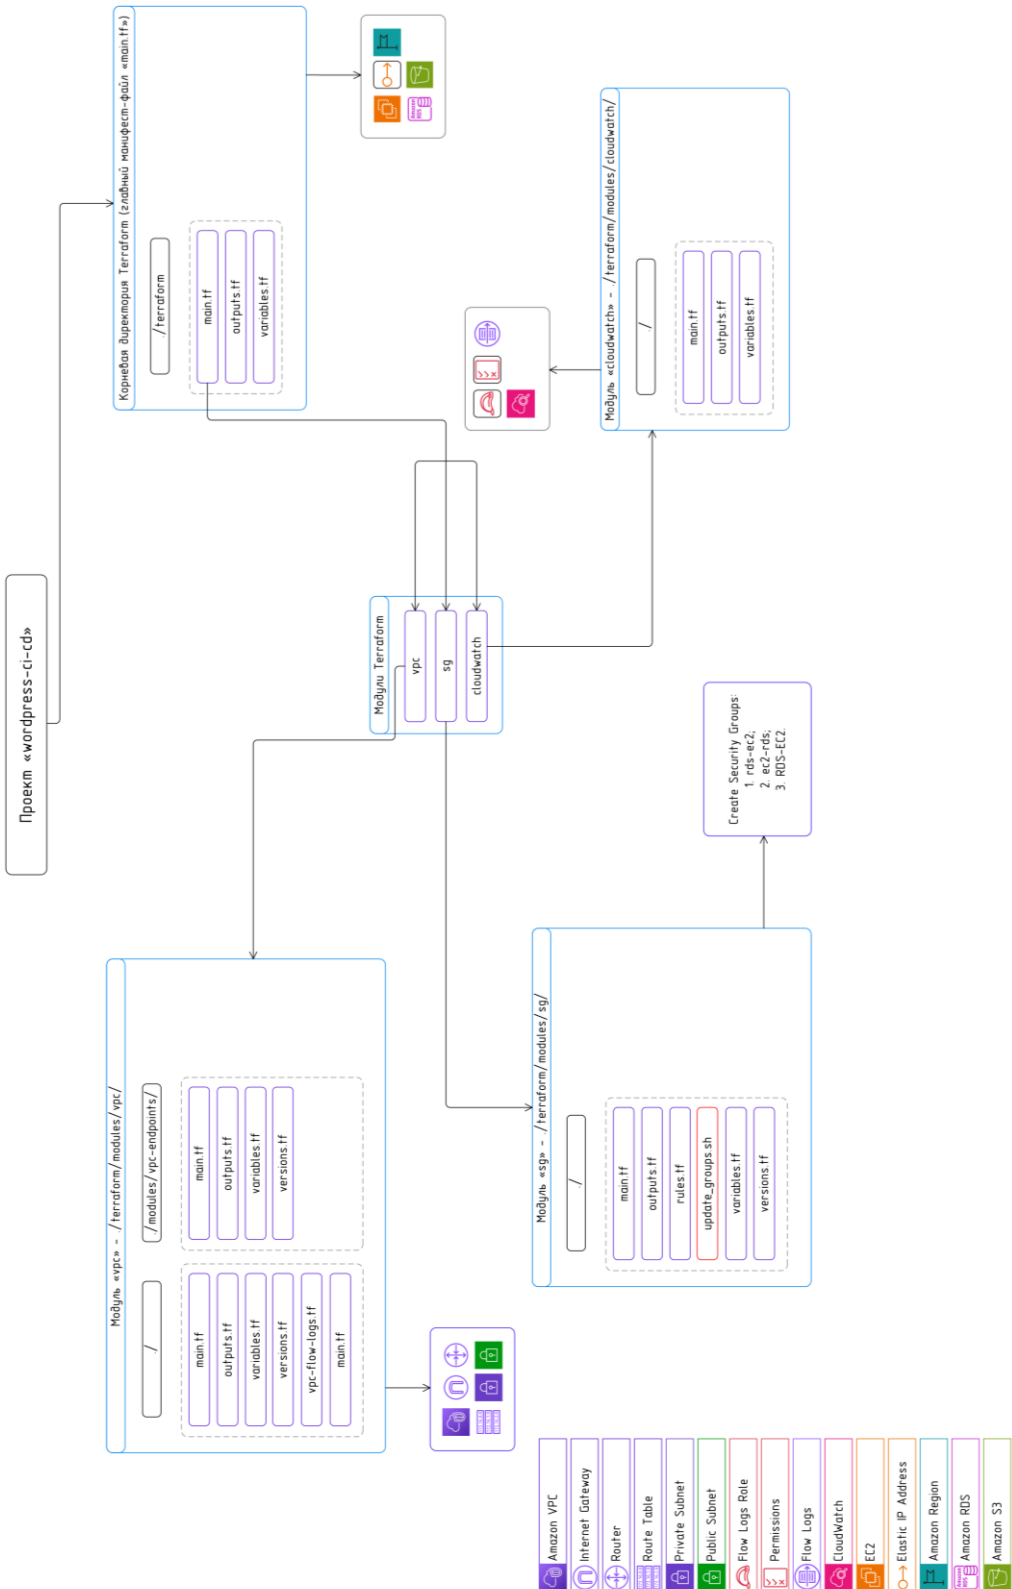 Проект «wordpress-ci-cd»
Модуль «vpc» - ./terraform/modules/vpc/
./
main.tf
outputs.tf
variables.tf
versions.tf
vpc-flow-logs.tf
main.tf
./modules/vpc-endpoints/
main.tf
outputs.tf
variables.tf
versions.tf
Корневая директория Terraform (главный манифест-файл «main.tf»)
./terraform
main.tf
outputs.tf
variables.tf
Amazon RDS
Модули Terraform
vpc
sg
cloudwatch
Модуль «sg» - ./terraform/modules/sg/
./
main.tf
outputs.tf
rules.tf
update_groups.sh
variables.tf
versions.tf
Create Security Groups:
1. rds-ec2;
2. ec2-rds;
3. RDS-EC2.
Модуль «cloudwatch» - ./terraform/modules/cloudwatch/
./
main.tf
outputs.tf
variables.tf
Amazon VPC
Internet Gateway
Router
Route Table
Private Subnet
Public Subnet
Flow Logs Role
Permissions
Flow Logs
CloudWatch
EC2
Elastic IP Address
Amazon Region
Amazon RDS
Amazon RDS
Amazon S3